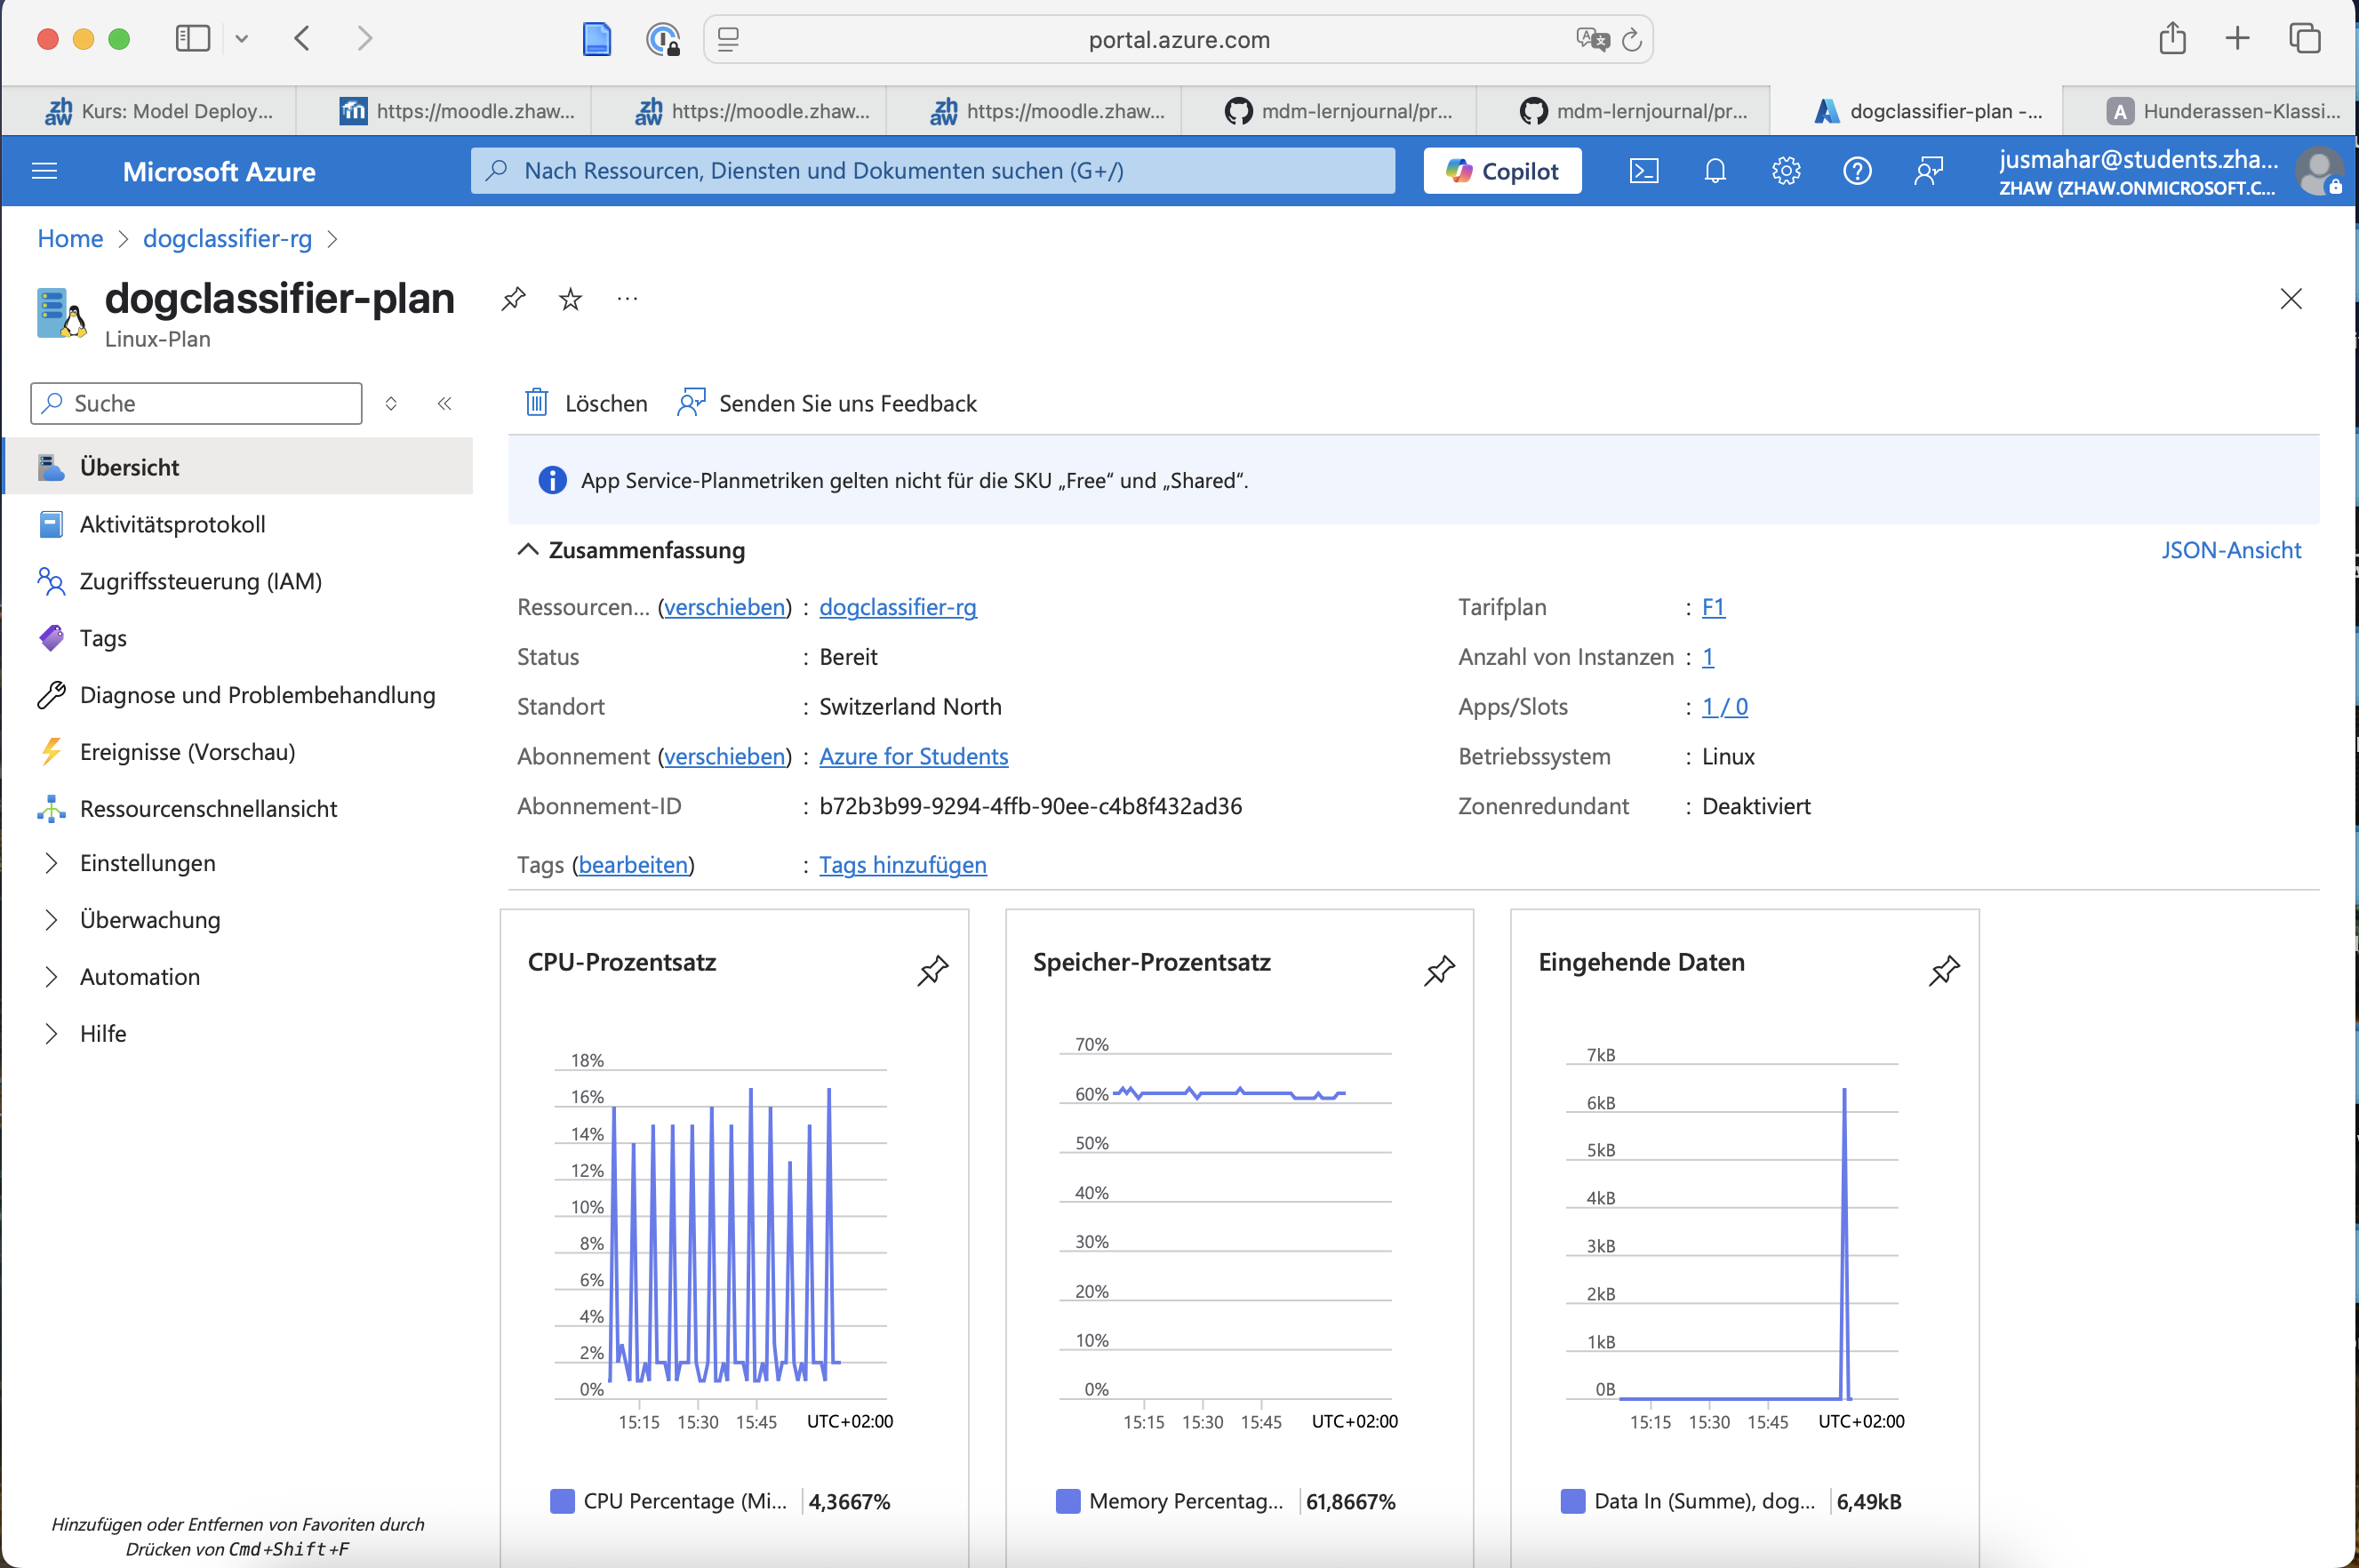 portal.azure.com
zh aw Kurs: Model Deploy...
m https://moodle.zhaw...
zh aw https://moodle.zhaw...
zh aw https://moodle.zhaw...
mdm-lernjournal/pr...
mdm-lernjournal/pr...
dogclassifier-plan -...
A Hunderassen-Klassi...
Microsoft Azure
Nach Ressourcen, Diensten und Dokumenten suchen (G+/)
Copilot
jusmahar@students.zha...
ZHAW (ZHAW.ONMICROSOFT.C...
Home > dogclassifier-rg >
dogclassifier-plan
Linux-Plan
Suche
Übersicht
Aktivitätsprotokoll
Zugriffssteuerung (IAM)
Tags
Diagnose und Problembehandlung
Ereignisse (Vorschau)
Ressourcenschnellansicht
Einstellungen
Überwachung
Automation
Hilfe
Hinzufügen oder Entfernen von Favoriten durch
Drücken von Cmd+Shift+F
Löschen
Senden Sie uns Feedback
App Service-Planmetriken gelten nicht für die SKU „Free“ und „Shared“.
Zusammenfassung
JSON-Ansicht
Ressourcen... (verschieben) : dogclassifier-rg
Status : Bereit
Standort : Switzerland North
Abonnement (verschieben) : Azure for Students
Abonnement-ID : b72b3b99-9294-4ffb-90ee-c4b8f432ad36
Tags (bearbeiten) : Tags hinzufügen
Tarifplan : F1
Anzahl von Instanzen : 1
Apps/Slots : 1 / 0
Betriebssystem : Linux
Zonenredundant : Deaktiviert
CPU-Prozentsatz
18%
16%
14%
12%
10%
8%
6%
4%
2%
0%
15:15 15:30 15:45 UTC+02:00
CPU Percentage (Mi... 4,3667%
Speicher-Prozentsatz
70%
60%
50%
40%
30%
20%
10%
0%
15:15 15:30 15:45 UTC+02:00
Memory Percentag... 61,8667%
Eingehende Daten
7kB
6kB
5kB
4kB
3kB
2kB
1kB
0B
15:15 15:30 15:45 UTC+02:00
Data In (Summe), dog... 6,49kB